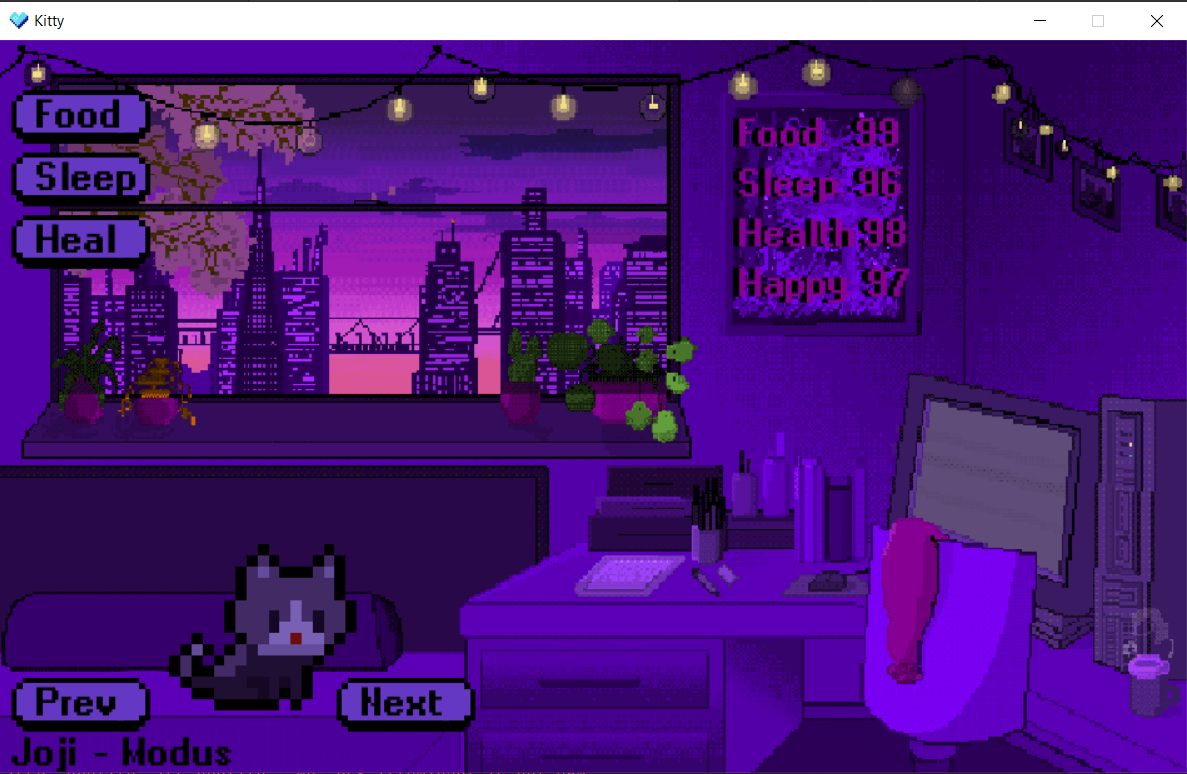 Kitty
Food
Sleep
Heal
Food 99
Sleep 96
Health 98
Happy 97
Prev
Next
Joji - Modus